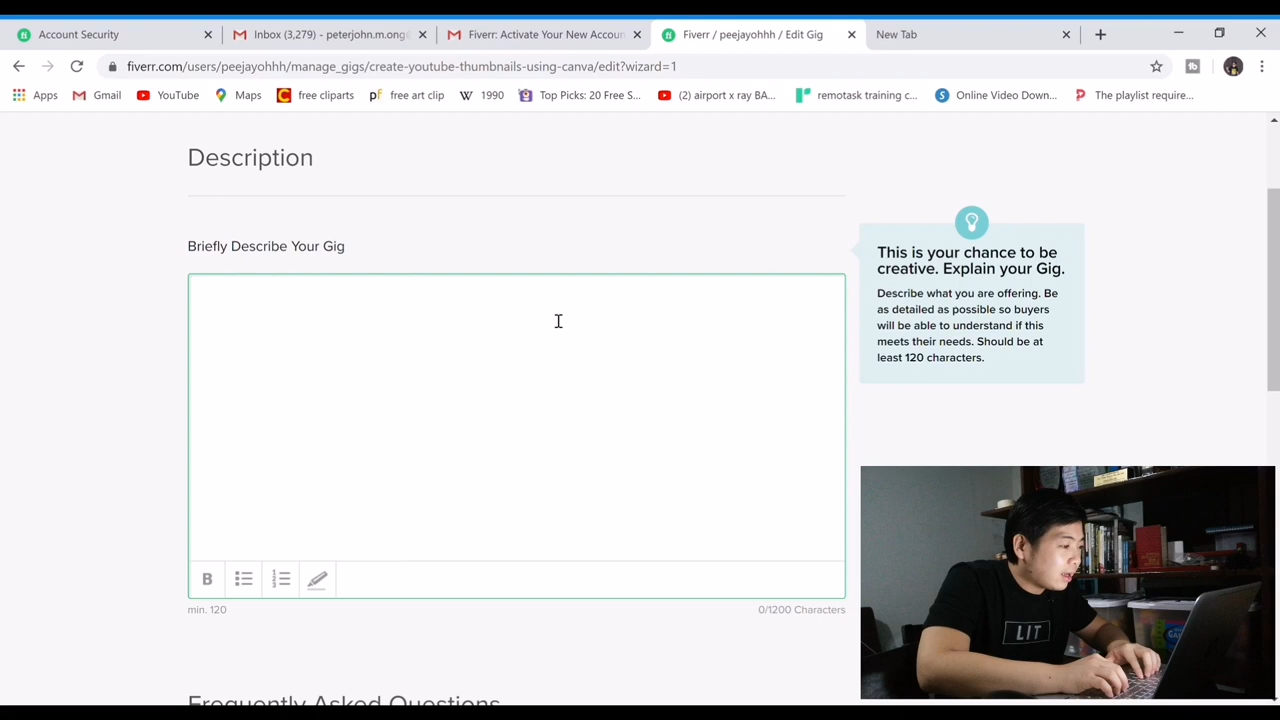 Account Security
Inbox (3,279) - peterjohn.m.ong@
Fiverr: Activate Your New Accoun
Fiverr / peejayohhh / Edit Gig
New Tab
fiverr.com/users/peejayohhh/manage_gigs/create-youtube-thumbnails-using-canva/edit?wizard=1
Apps
Gmail
YouTube
Maps
free cliparts
free art clip
1990
Top Picks: 20 Free S...
(2) airport x ray BA...
remotask training c...
Online Video Down...
The playlist require...
Description
Briefly Describe Your Gig
This is your chance to be
creative. Explain your Gig.
Describe what you are offering. Be
as detailed as possible so buyers
will be able to understand if this
meets their needs. Should be at
least 120 characters.
B
min. 120
0/1200 Characters
Frequently Asked Questions
LIT